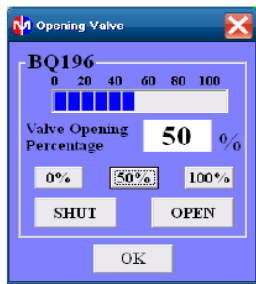 Opening Valve
BQ196
0 20 40 60 80 100
Valve Opening
Percentage
50 %
0% 50% 100%
SHUT OPEN
OK